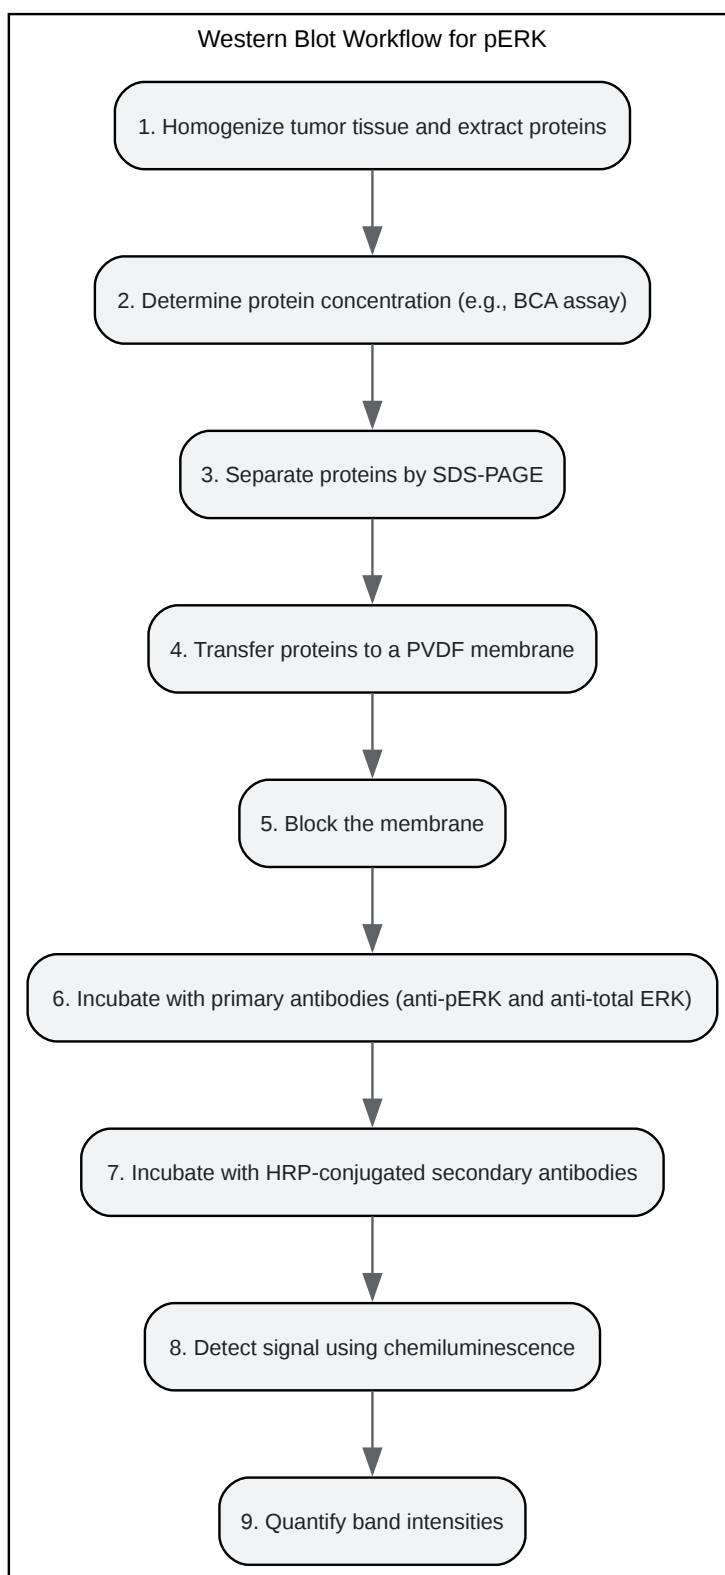 Western Blot Workflow for pERK
1. Homogenize tumor tissue and extract proteins
2. Determine protein concentration (e.g., BCA assay)
3. Separate proteins by SDS-PAGE
4. Transfer proteins to a PVDF membrane
5. Block the membrane
6. Incubate with primary antibodies (anti-pERK and anti-total ERK)
7. Incubate with HRP-conjugated secondary antibodies
8. Detect signal using chemiluminescence
9. Quantify band intensities